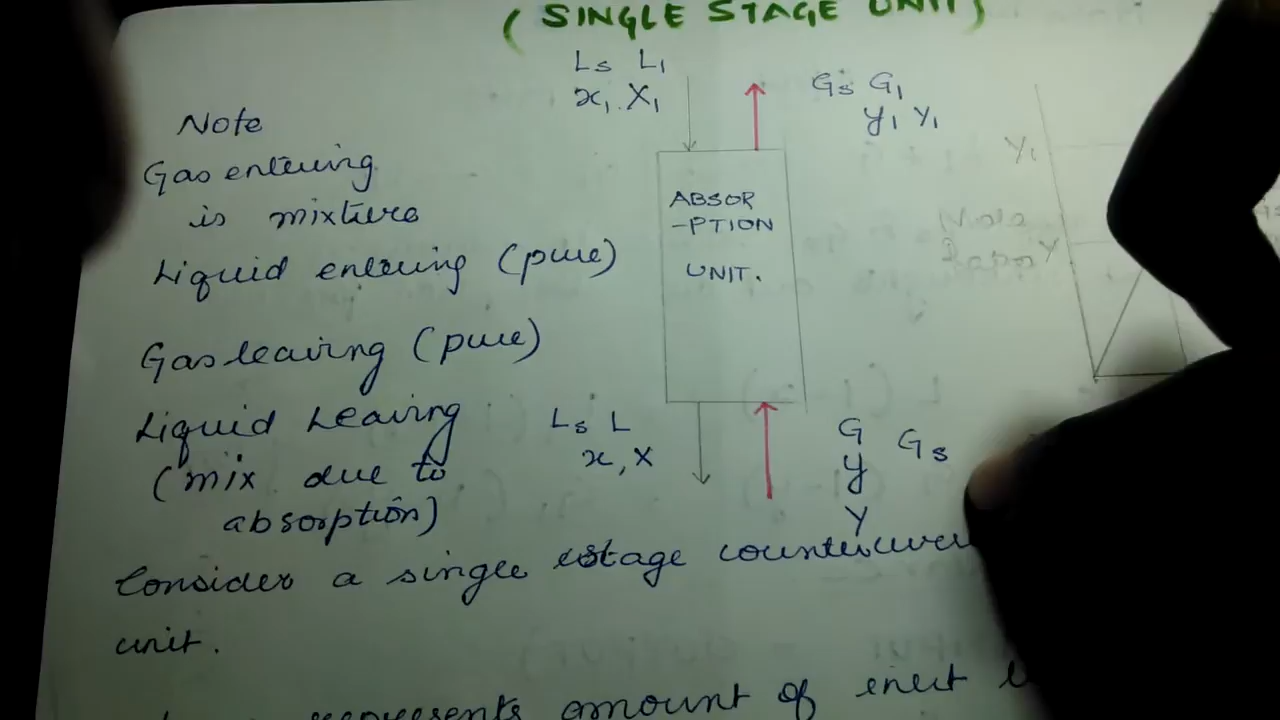 ( SINGLE STAGE UNIT )
Ls L1
x1, X1
Gs G1
y1 Y1
Note
Gas entering
is mixture
Liquid entering (pure)
Gas leaving (pure)
Liquid Leaving
(mix due to
absorption)
ABSOR
-PTION
UNIT.
Ls L
x, X
G Gs
y
Y
Y1
Y
Consider a single stage
unit.
represents amount of inert